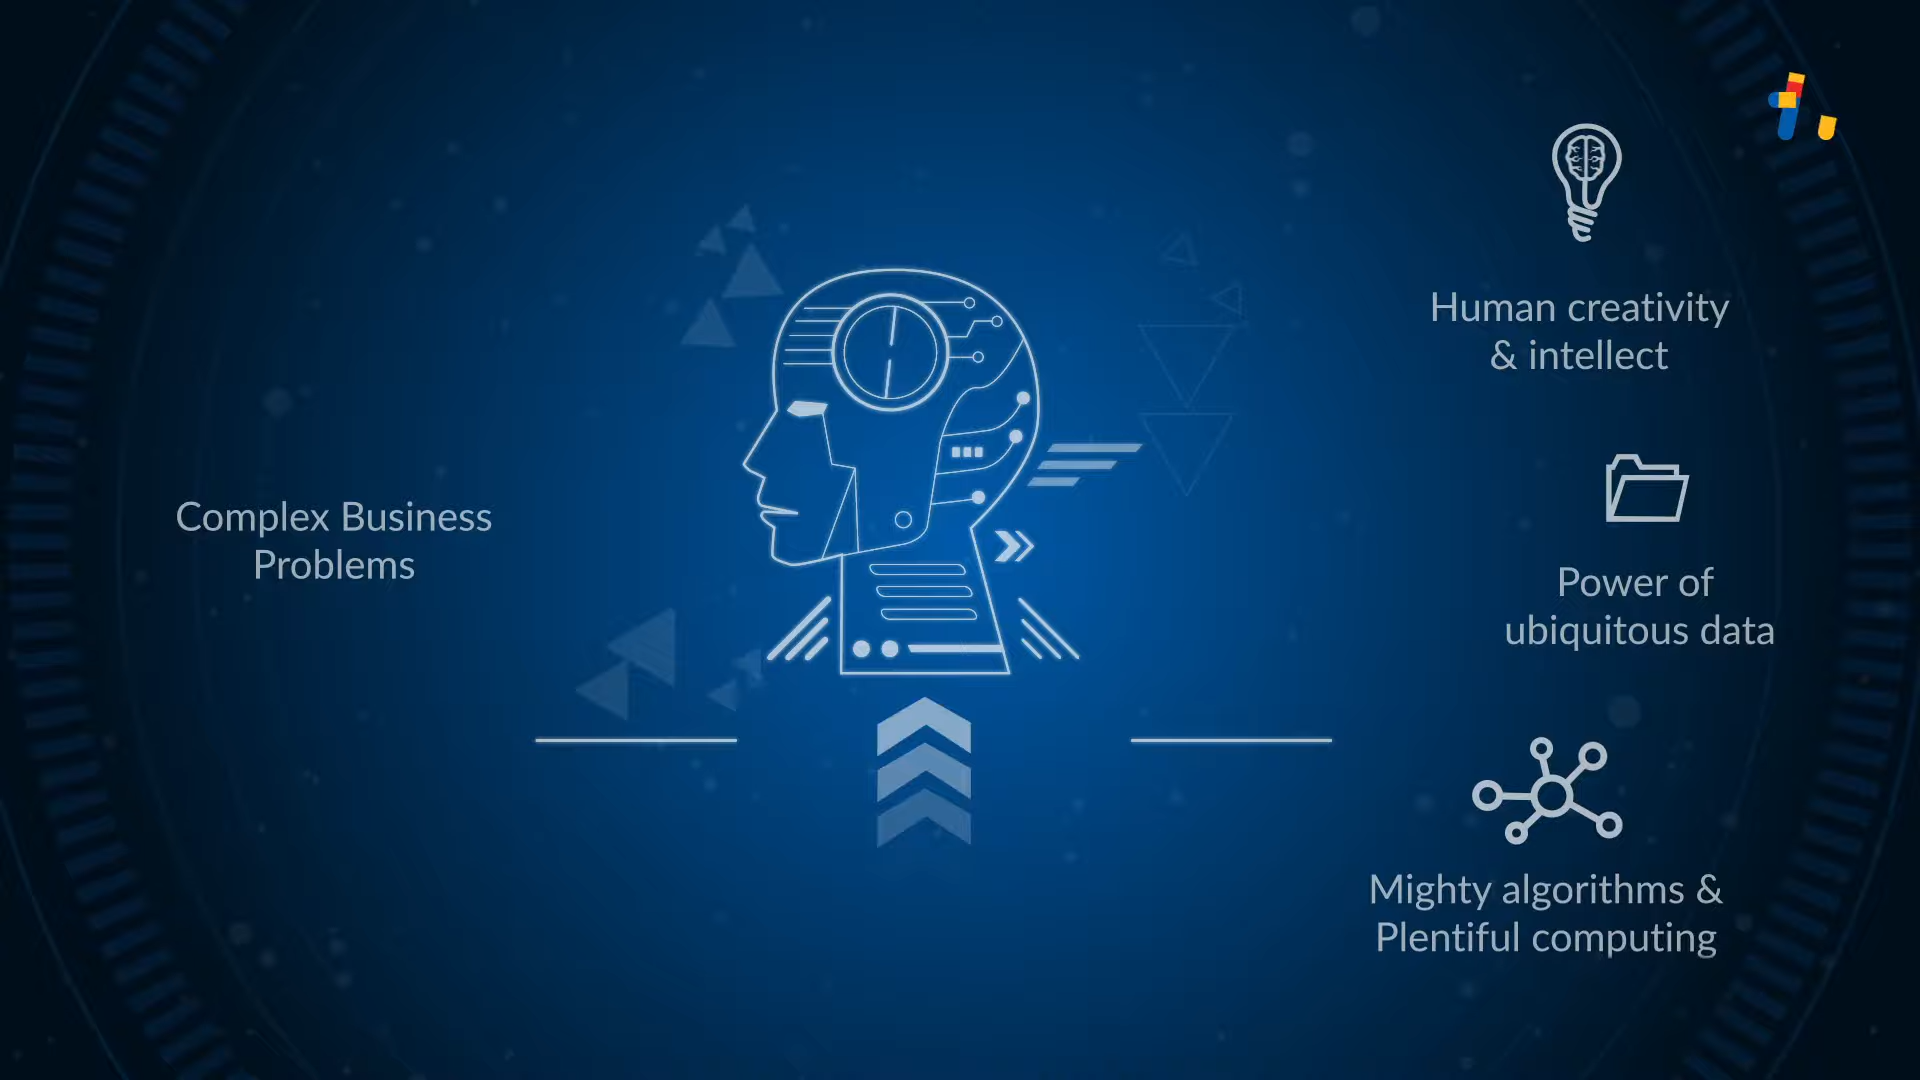 Complex Business
Problems
Human creativity
& intellect
Power of
ubiquitous data
Mighty algorithms &
Plentiful computing